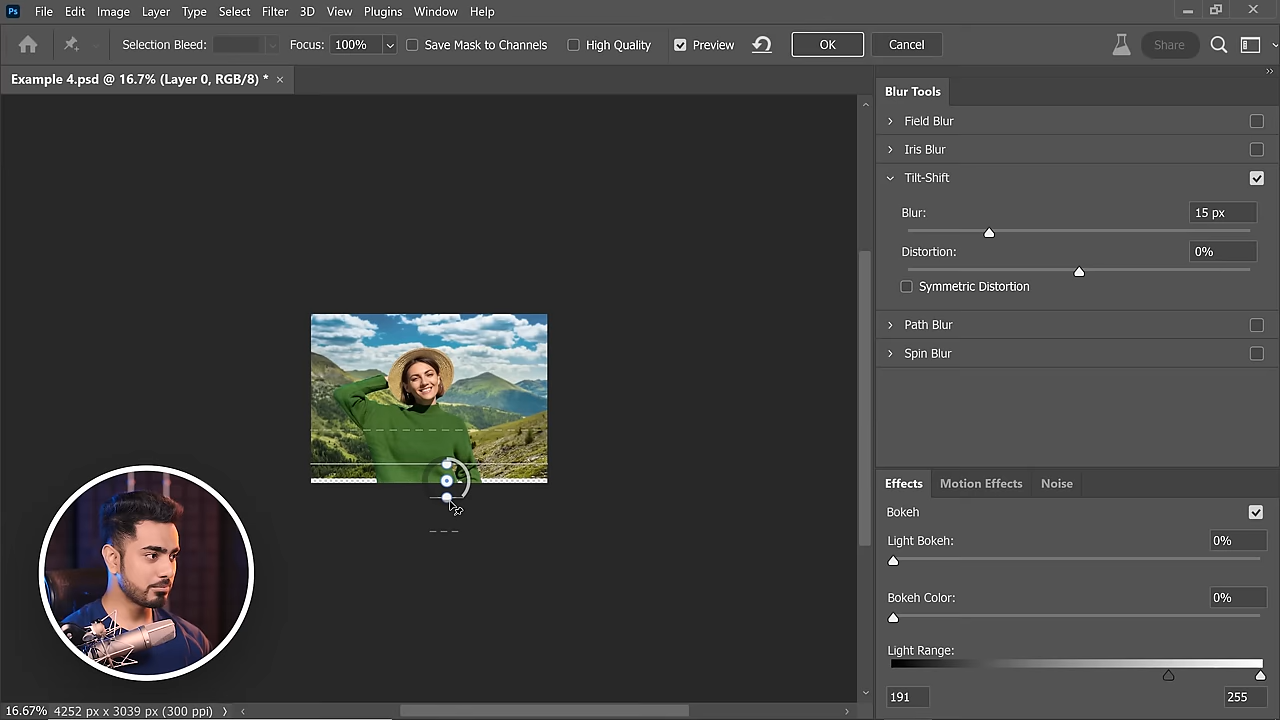 Ps File Edit Image Layer Type Select Filter 3D View Plugins Window Help
Selection Bleed: Focus: 100% Save Mask to Channels High Quality Preview OK Cancel Share
Example 4.psd @ 16.7% (Layer 0, RGB/8) *
Blur Tools
Field Blur
Iris Blur
Tilt-Shift
Blur: 15 px
Distortion: 0%
Symmetric Distortion
Path Blur
Spin Blur
Effects Motion Effects Noise
Bokeh
Light Bokeh: 0%
Bokeh Color: 0%
Light Range:
191 255
16.67% 4252 px x 3039 px (300 ppi)